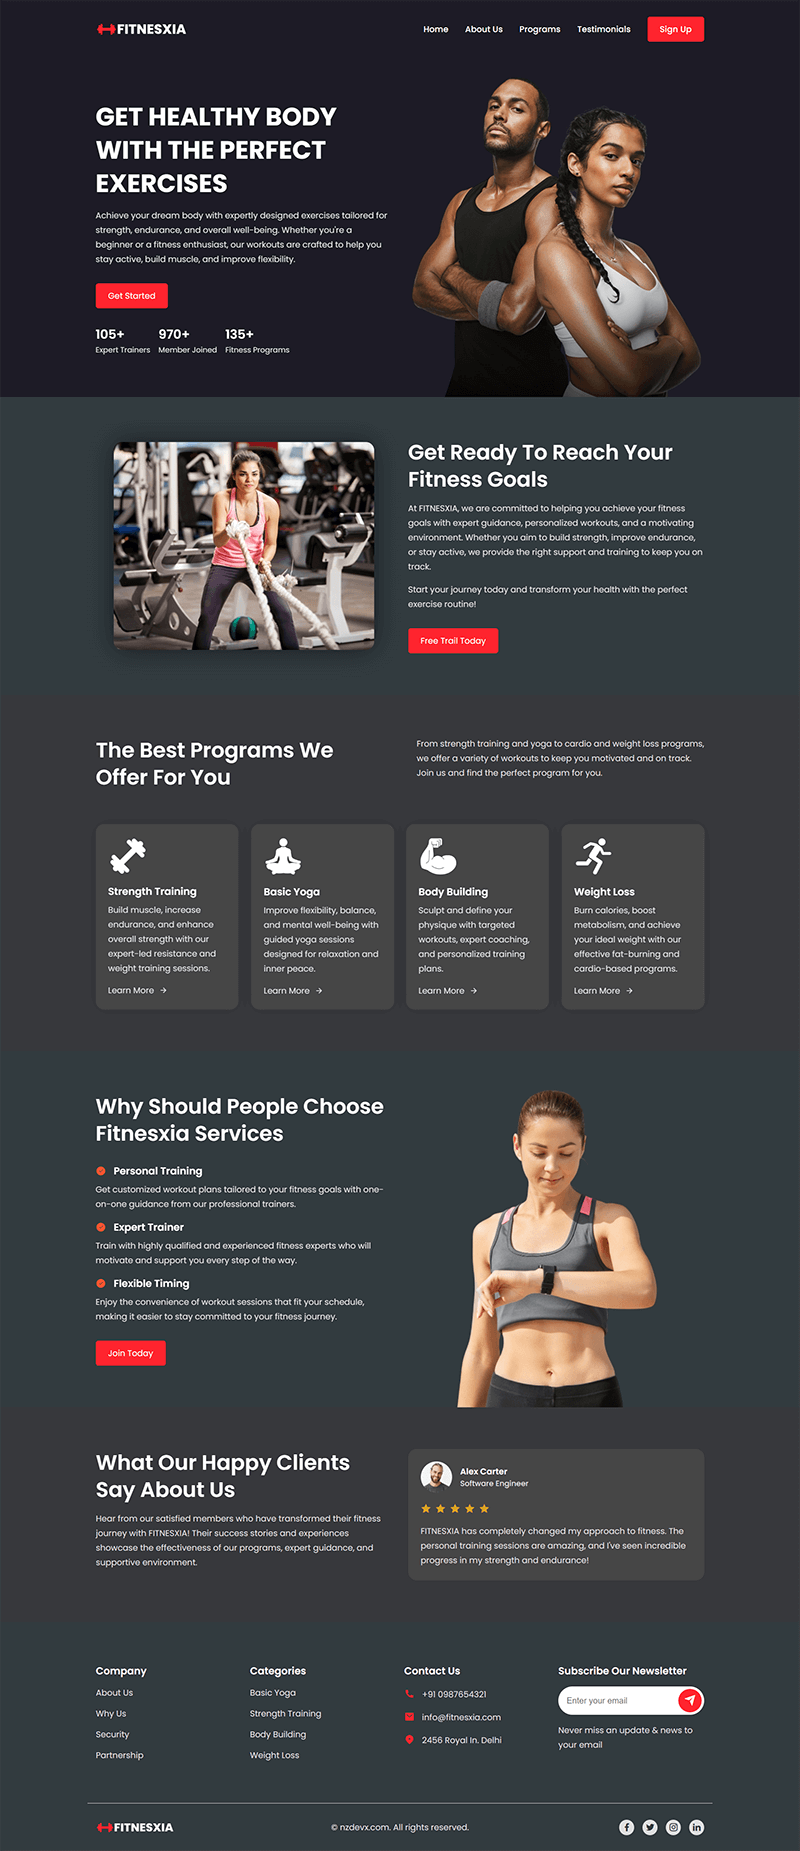 FITNESXIA
Home About Us Programs Testimonials Sign Up
GET HEALTHY BODY
WITH THE PERFECT
EXERCISES
Achieve your dream body with expertly designed exercises tailored for
strength, endurance, and overall well-being. Whether you're a
beginner or a fitness enthusiast, our workouts are crafted to help you
stay active, build muscle, and improve flexibility.
Get Started
105+ 970+ 135+
Expert Trainers Member Joined Fitness Programs
Get Ready To Reach Your
Fitness Goals
At FITNESXIA, we are committed to helping you achieve your fitness
goals with expert guidance, personalized workouts, and a motivating
environment. Whether you aim to build strength, improve endurance,
or stay active, we provide the right support and training to keep you on
track.
Start your journey today and transform your health with the perfect
exercise routine!
Free Trail Today
The Best Programs We
Offer For You
From strength training and yoga to cardio and weight loss programs,
we offer a variety of workouts to keep you motivated and on track.
Join us and find the perfect program for you.
Strength Training
Build muscle, increase
endurance, and enhance
overall strength with our
expert-led resistance and
weight training sessions.
Learn More →
Basic Yoga
Improve flexibility, balance,
and mental well-being with
guided yoga sessions
designed for relaxation and
inner peace.
Learn More →
Body Building
Sculpt and define your
physique with targeted
workouts, expert coaching,
and personalized training
plans.
Learn More →
Weight Loss
Burn calories, boost
metabolism, and achieve
your ideal weight with our
effective fat-burning and
cardio-based programs.
Learn More →
Why Should People Choose
Fitnesxia Services
Personal Training
Get customized workout plans tailored to your fitness goals with one-
on-one guidance from our professional trainers.
Expert Trainer
Train with highly qualified and experienced fitness experts who will
motivate and support you every step of the way.
Flexible Timing
Enjoy the convenience of workout sessions that fit your schedule,
making it easier to stay committed to your fitness journey.
Join Today
What Our Happy Clients
Say About Us
Hear from our satisfied members who have transformed their fitness
journey with FITNESXIA! Their success stories and experiences
showcase the effectiveness of our programs, expert guidance, and
supportive environment.
Alex Carter
Software Engineer
FITNESXIA has completely changed my approach to fitness. The
personal training sessions are amazing, and I've seen incredible
progress in my strength and endurance!
Company
About Us
Why Us
Security
Partnership
Categories
Basic Yoga
Strength Training
Body Building
Weight Loss
Contact Us
+91 0987654321
info@fitnesxia.com
2456 Royal In. Delhi
Subscribe Our Newsletter
Enter your email
Never miss an update & news to
your email
FITNESXIA
© nzdevx.com. All rights reserved.